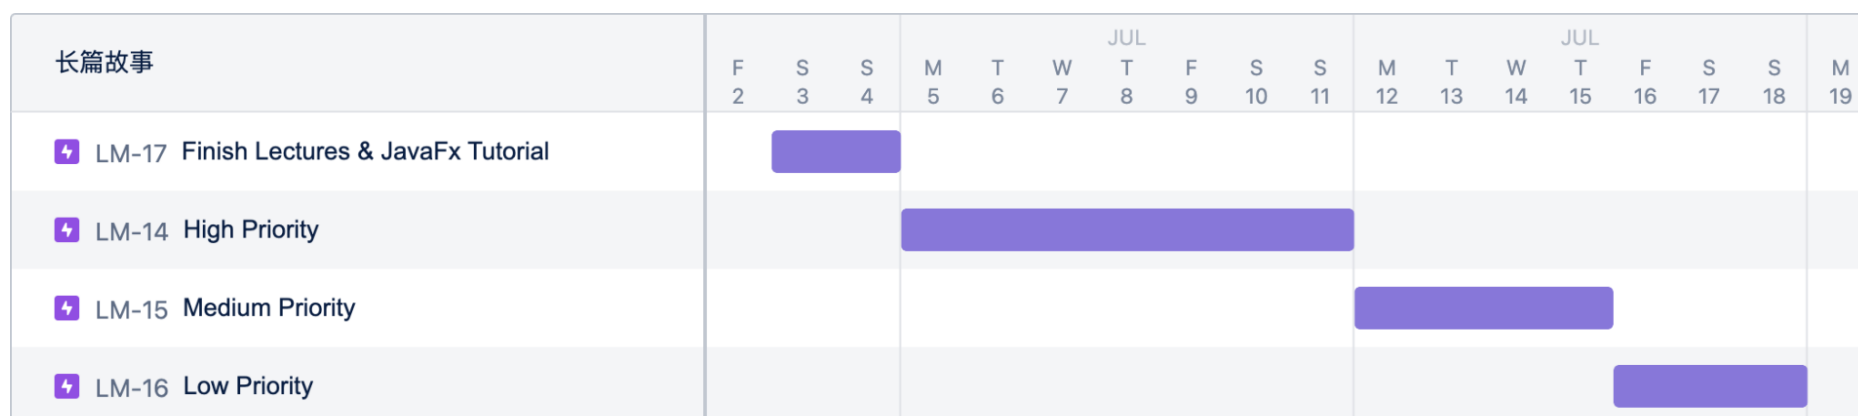 JUL JUL
长篇故事
F S S M T W T F S S M T W T F S S M
2 3 4 5 6 7 8 9 10 11 12 13 14 15 16 17 18 19
LM-17 Finish Lectures & JavaFx Tutorial
LM-14 High Priority
LM-15 Medium Priority
LM-16 Low Priority